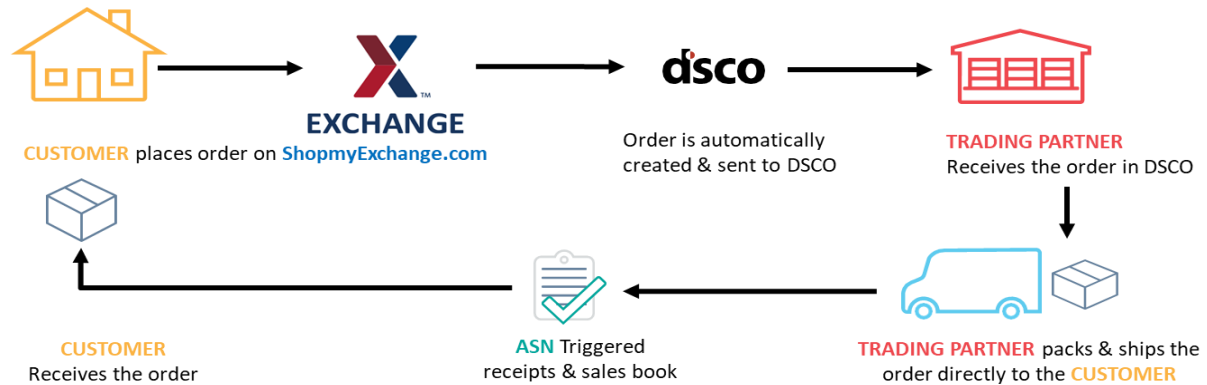 dsco
TM
EXCHANGE
CUSTOMER places order on ShopmyExchange.com
Order is automatically
created & sent to DSCO
TRADING PARTNER
Receives the order in DSCO
CUSTOMER
Receives the order
ASN Triggered
receipts & sales book
TRADING PARTNER packs & ships the
order directly to the CUSTOMER